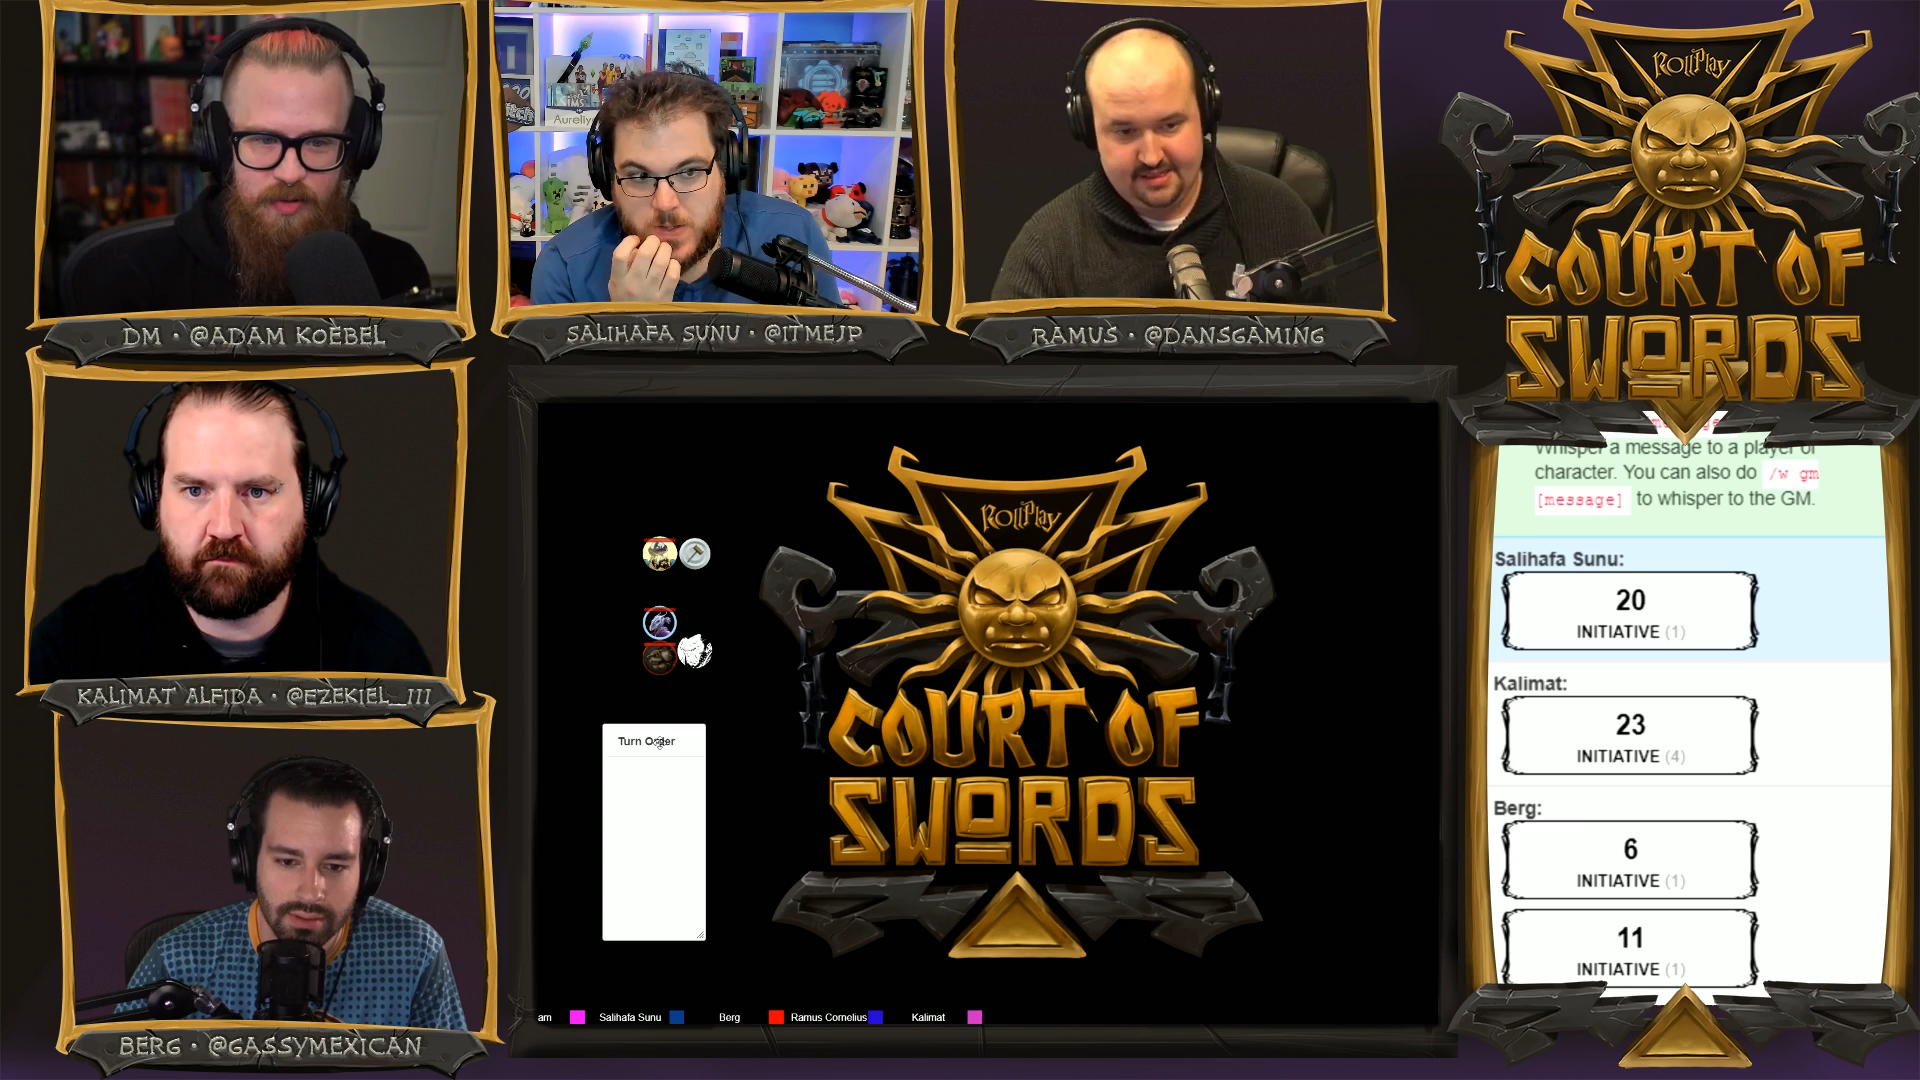 DM · @ADAM KOEBEL
SALIHAFA SUNU · @ITMEJP
RAMUS · @DANSGAMING
ROLLPLAY
COURT OF
SWORDS
KALIMAT ALFIDA · @EZEKIEL_III
BERG · @GASSYMEXICAN
ROLLPLAY
COURT OF
SWORDS
Turn Order
am
Salihafa Sunu
Berg
Ramus Cornelius
Kalimat
Whisper a message to a player or
character. You can also do /w gm
[message] to whisper to the GM.
Salihafa Sunu:
20
INITIATIVE (1)
Kalimat:
23
INITIATIVE (4)
Berg:
6
INITIATIVE (1)
11
INITIATIVE (1)